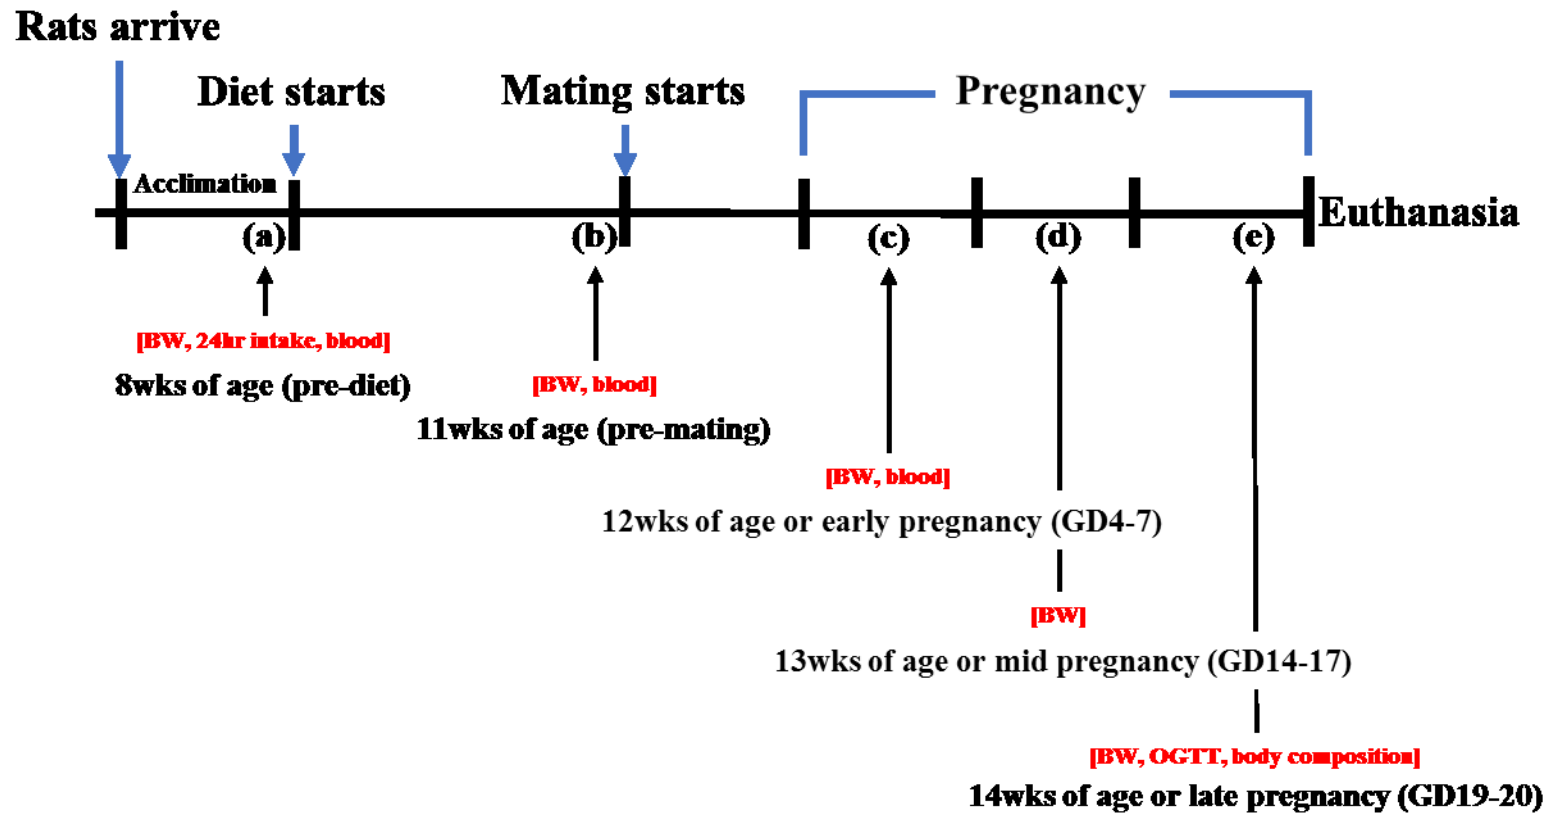 Rats arrive
Diet starts
Mating starts
Pregnancy
Acclimation
Euthanasia
(a)
(b)
(c)
(d)
(e)
[BW, 24hr intake, blood]
8wks of age (pre-diet)
[BW, blood]
11wks of age (pre-mating)
[BW, blood]
12wks of age or early pregnancy (GD4-7)
[BW]
13wks of age or mid pregnancy (GD14-17)
[BW, OGTT, body composition]
14wks of age or late pregnancy (GD19-20)